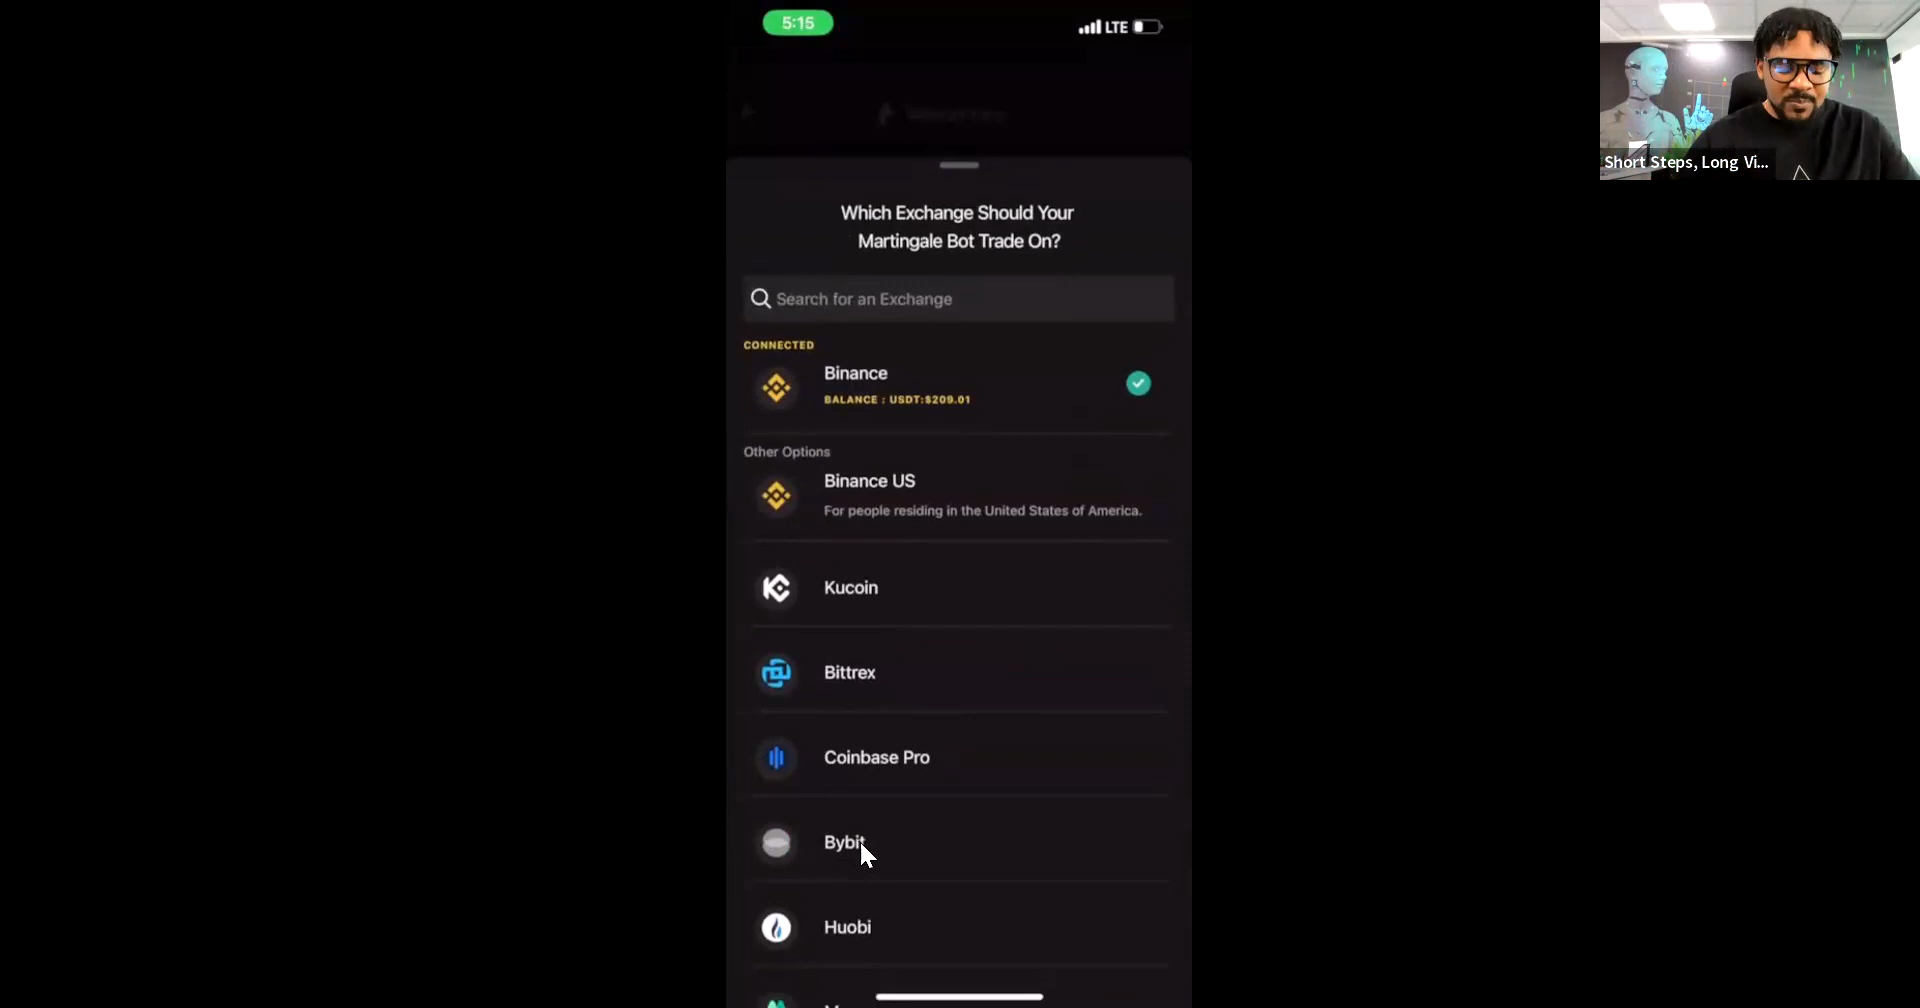 5:15
LTE
Short Steps, Long Vi...
Which Exchange Should Your
Martingale Bot Trade On?
Search for an Exchange
CONNECTED
Binance
BALANCE : USDT:$209.01
Other Options
Binance US
For people residing in the United States of America.
Kucoin
Bittrex
Coinbase Pro
Bybit
Huobi